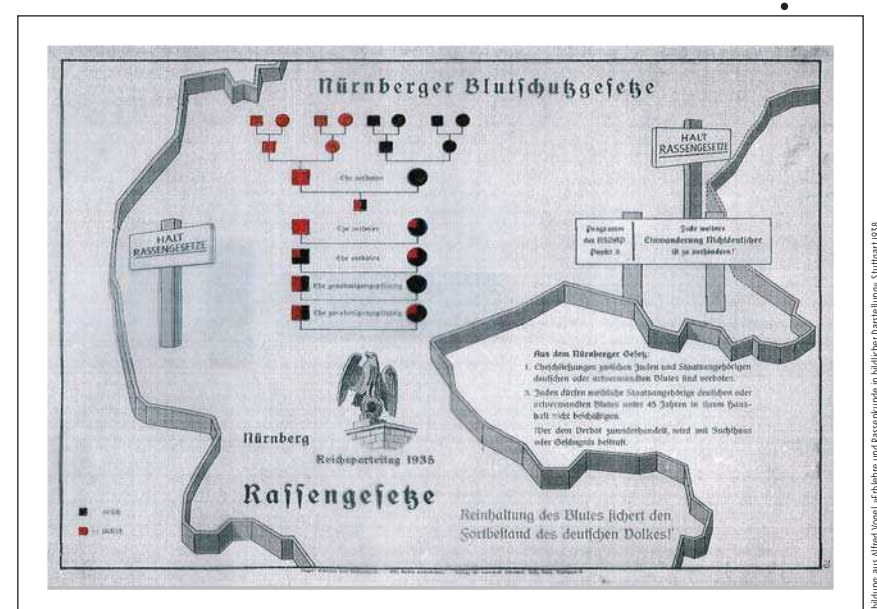 Nürnberger Blutschutzgesetze
HALT
RASSENGESETZE
HALT
RASSENGESETZE
Programm
der NSDAP
Punkt 8
Jede weitere
Einwanderung Nichtdeutscher
ist zu verhindern!
Ehe verboten
Ehe verboten
Ehe verboten
Ehe genehmigungspflichtig
Ehe genehmigungspflichtig
Aus dem Nürnberger Gesetz:
1. Eheschließungen zwischen Juden und Staatsangehörigen
deutschen oder artverwandten Blutes sind verboten.
3. Juden dürfen weibliche Staatsangehörige deutschen oder
artverwandten Blutes unter 45 Jahren in ihrem Haus-
halt nicht beschäftigen.
Wer dem Verbot zuwiderhandelt, wird mit Zuchthaus
oder Gefängnis bestraft.
Nürnberg
Reichsparteitag 1935
Rassengesetze
Reinhaltung des Blutes sichert den
Fortbestand des deutschen Volkes!
70
bildung aus Alfred Vogel »Erblehre und Rassenkunde in bildlicher Darstellung« Stuttgart 1938